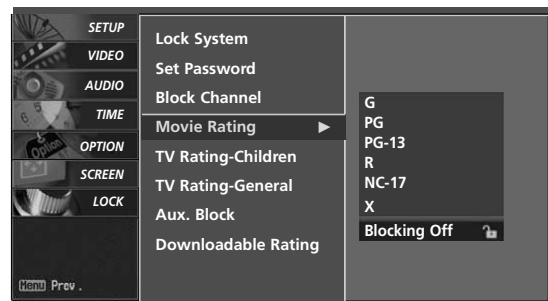 SETUP
VIDEO
AUDIO
TIME
OPTION
SCREEN
LOCK
Menu Prev .
Lock System
Set Password
Block Channel
Movie Rating ►
TV Rating-Children
TV Rating-General
Aux. Block
Downloadable Rating
G
PG
PG-13
R
NC-17
X
Blocking Off